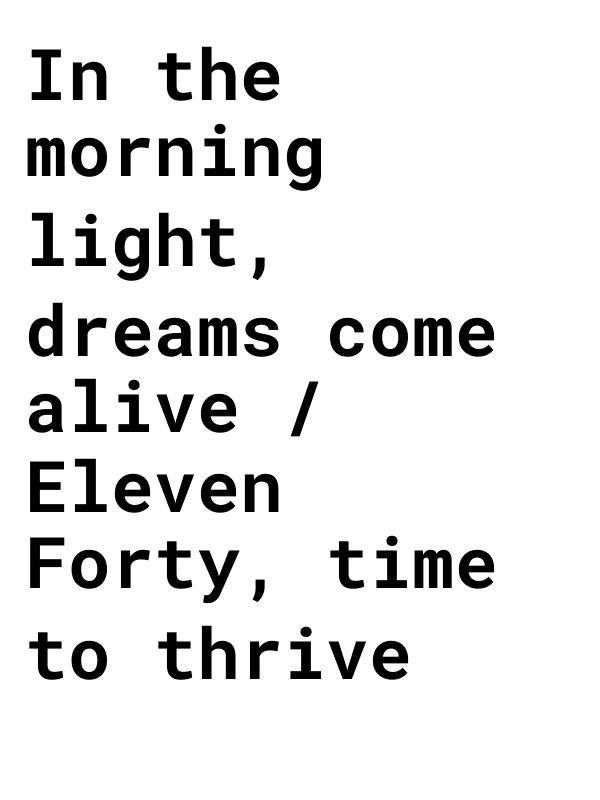 In the
morning
light,
dreams come
alive /
Eleven
Forty, time
to thrive